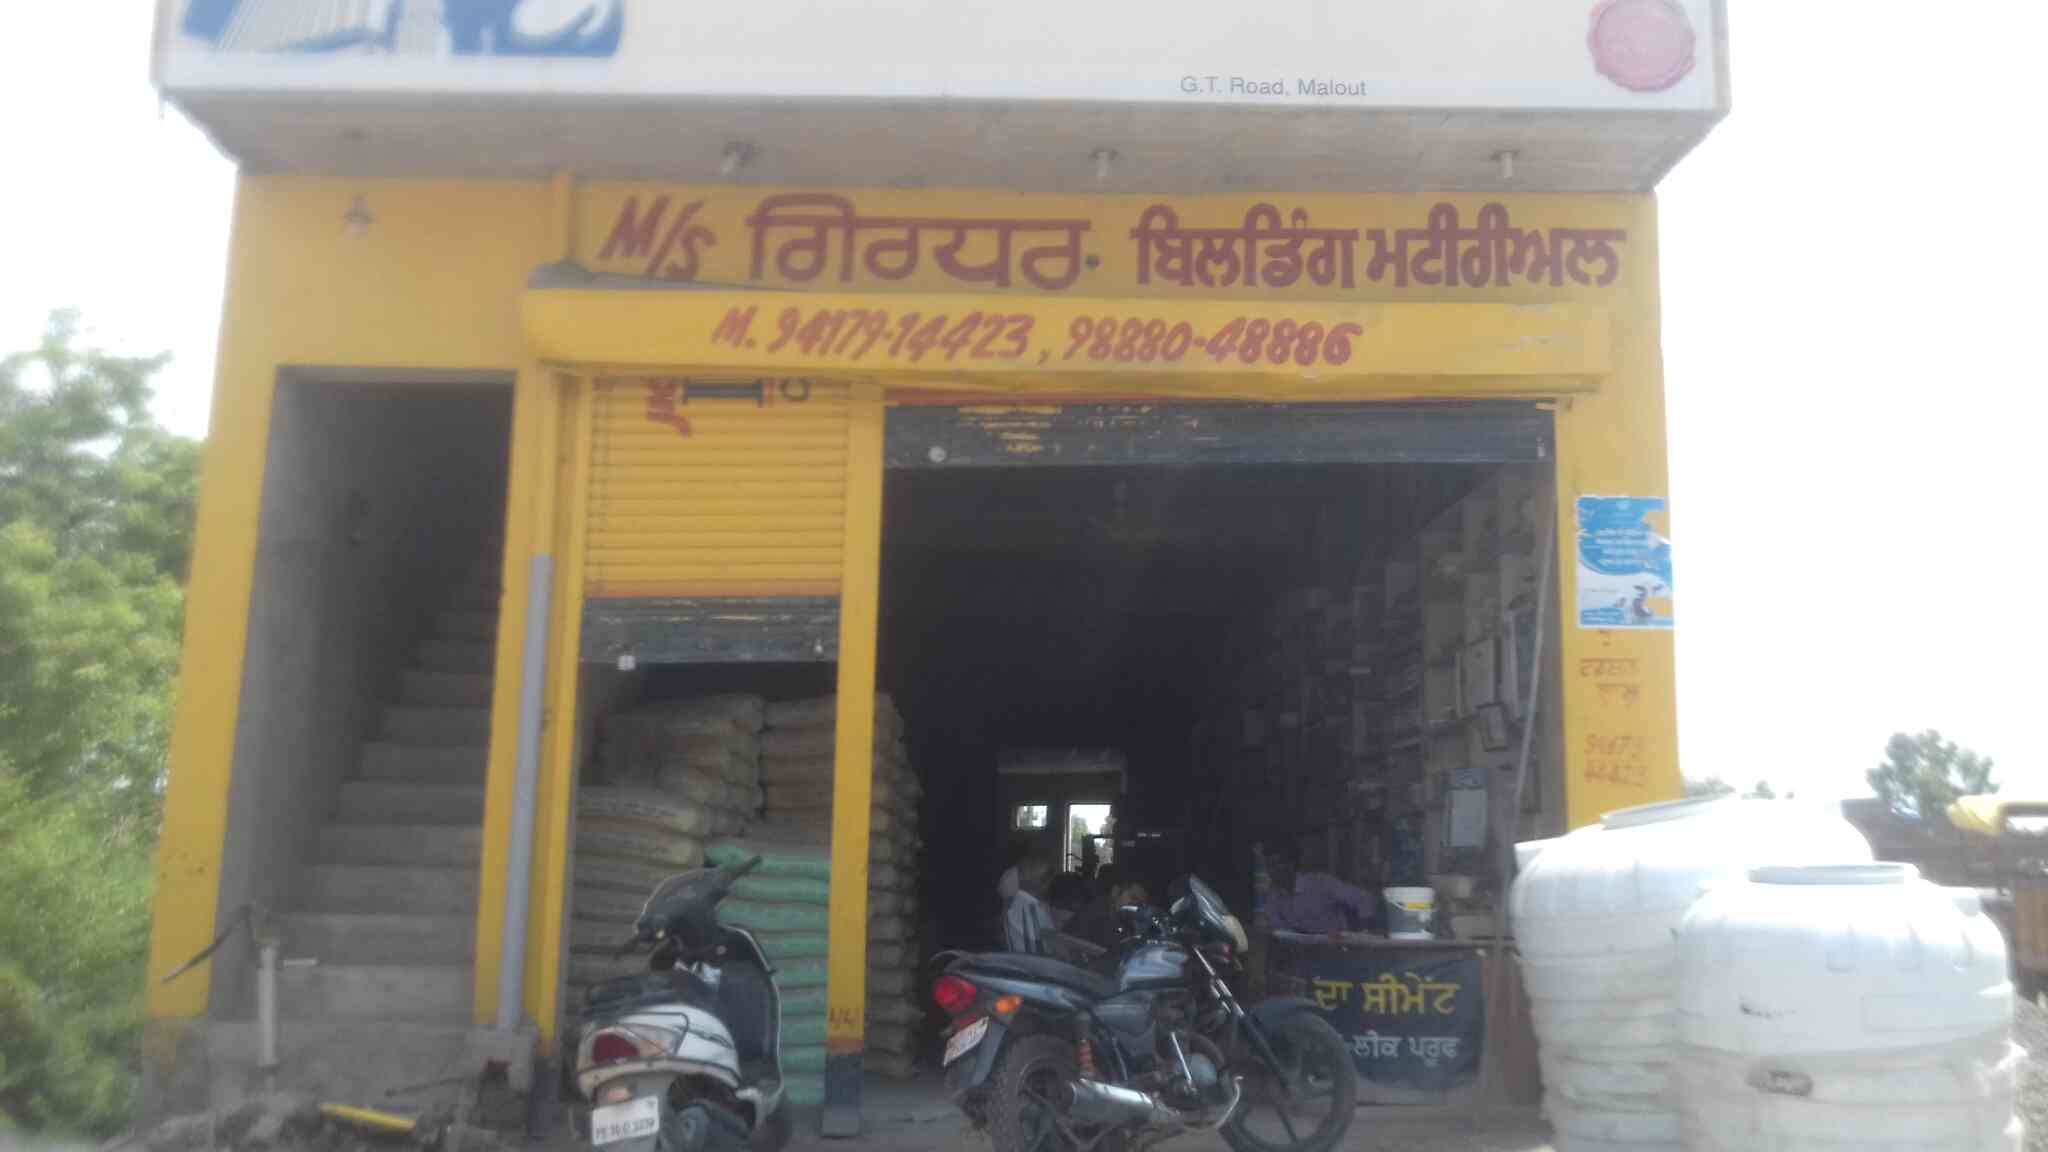 G.T. Road, Malout
M/S ਗਿਰਧਰ ਬਿਲਡਿੰਗ ਮਟੀਰੀਅਲ
M. 94179-14423, 98880-48886
ਦਾ ਸੀਮੇਂਟ
ਲੀਕ ਪਰੂਫ